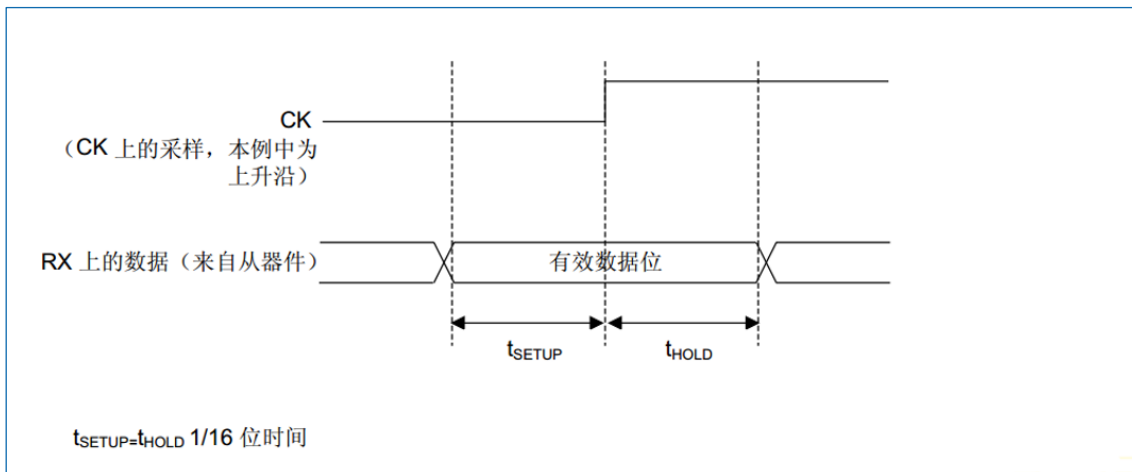 CK
（CK 上的采样，本例中为
上升沿）
RX 上的数据（来自从器件）
有效数据位
tSETUP
tHOLD
tSETUP=tHOLD 1/16 位时间